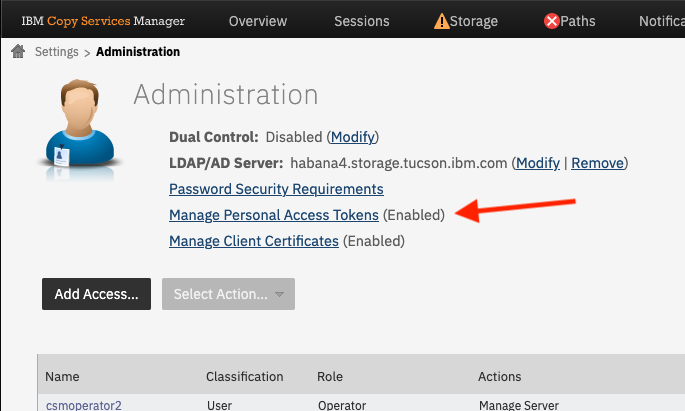 IBM Copy Services Manager Overview Sessions Storage Paths Notifica
Settings > Administration
Administration
Dual Control: Disabled (Modify)
LDAP/AD Server: habana4.storage.tucson.ibm.com (Modify | Remove)
Password Security Requirements
Manage Personal Access Tokens (Enabled)
Manage Client Certificates (Enabled)
Add Access... Select Action...
Name Classification Role Actions
csmoperator2 User Operator Manage Server